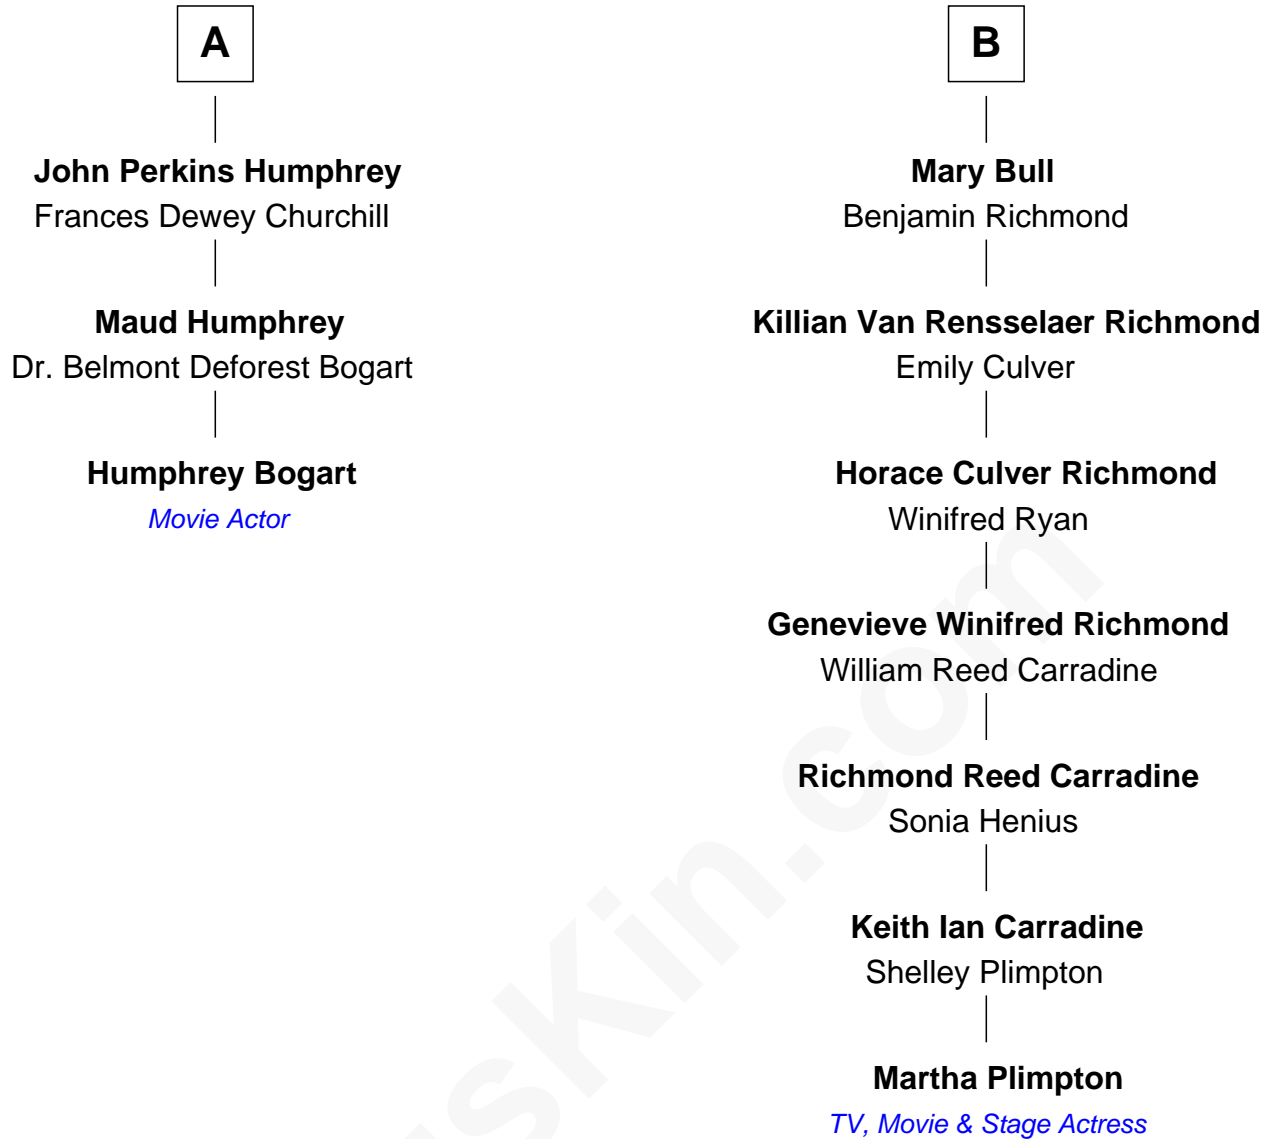 A
John Perkins Humphrey
Frances Dewey Churchill
Maud Humphrey
Dr. Belmont Deforest Bogart
Humphrey Bogart
Movie Actor
B
Mary Bull
Benjamin Richmond
Killian Van Rensselaer Richmond
Emily Culver
Horace Culver Richmond
Winifred Ryan
Genevieve Winifred Richmond
William Reed Carradine
Richmond Reed Carradine
Sonia Henius
Keith Ian Carradine
Shelley Plimpton
Martha Plimpton
TV, Movie & Stage Actress
usKin.com